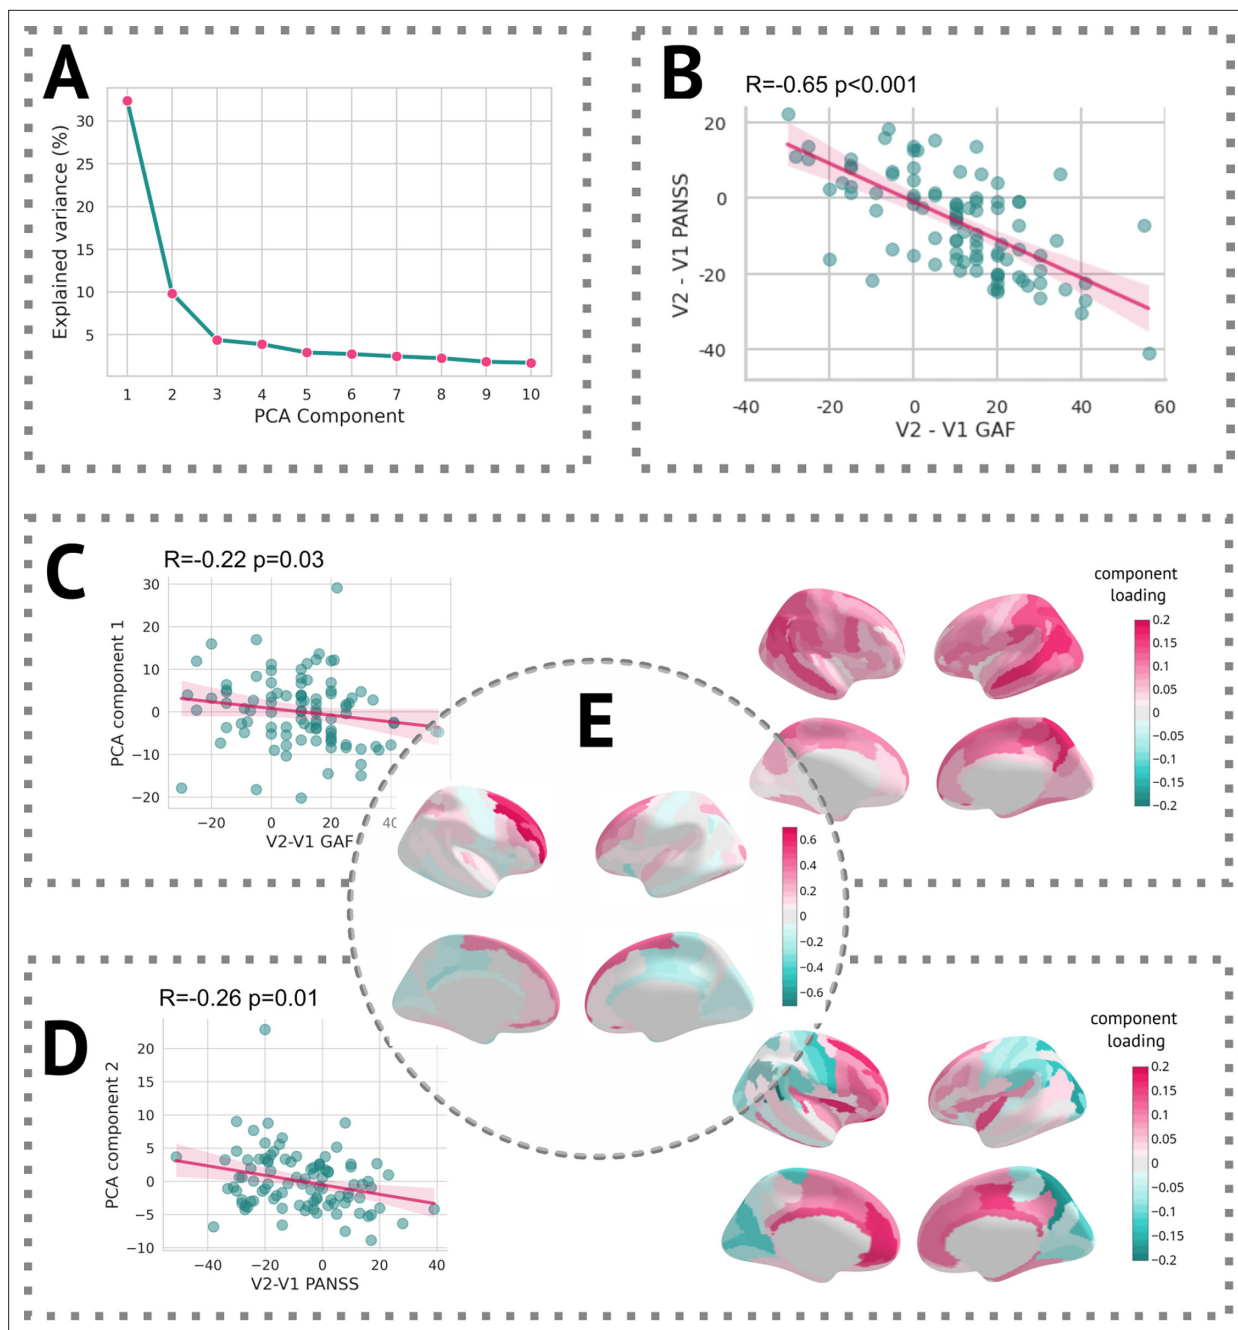 A
Explained variance (%)
30
25
20
15
10
5
1 2 3 4 5 6 7 8 9 10
PCA Component
B
R=-0.65 p<0.001
V2 - V1 PANSS
20
0
-20
-40
-40 -20 0 20 40 60
V2 - V1 GAF
C
R=-0.22 p=0.03
PCA component 1
30
20
10
0
−10
−20
−20 0 20 40
V2-V1 GAF
component
loading
0.2
0.15
0.1
0.05
0
−0.05
−0.1
−0.15
−0.2
E
0.6
0.4
0.2
0
−0.2
−0.4
−0.6
D
R=-0.26 p=0.01
PCA component 2
20
15
10
5
0
−5
−10
−40 −20 0 20 40
V2-V1 PANSS
component
loading
0.2
0.15
0.1
0.05
0
−0.05
−0.1
−0.15
−0.2